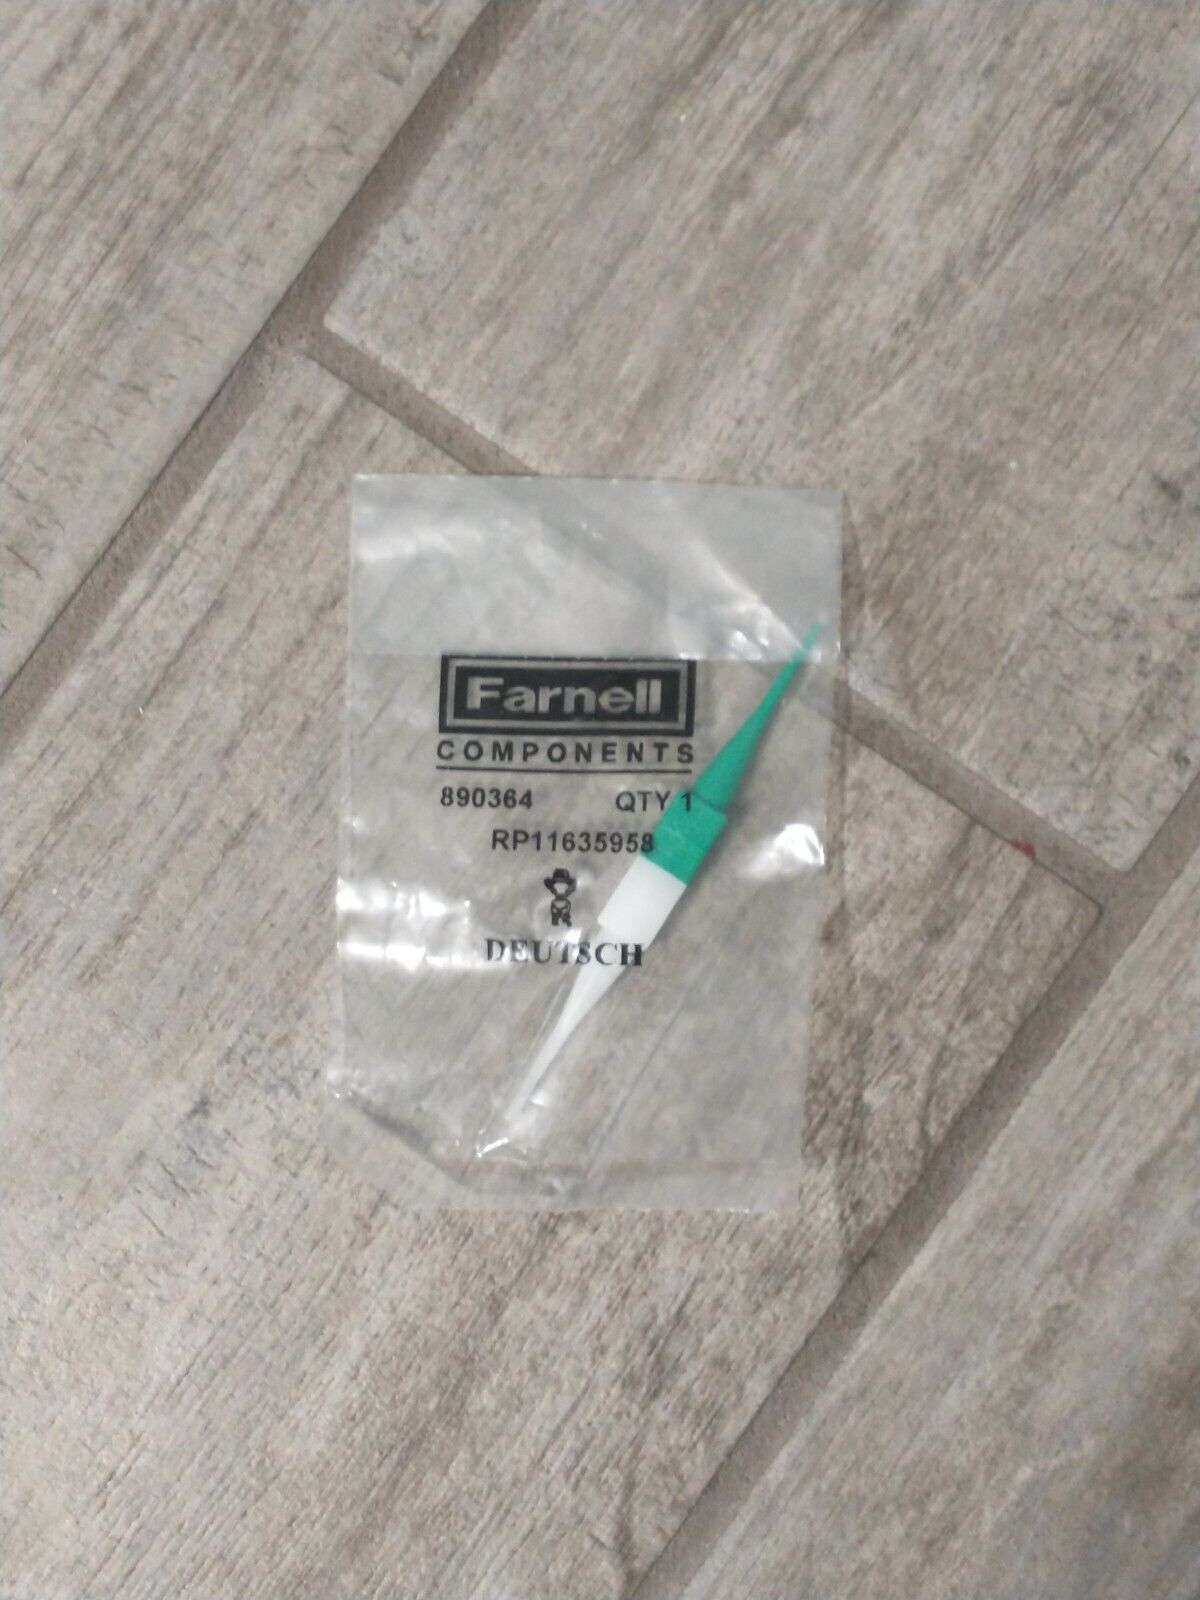 Farnell
COMPONENTS
890364 QTY 1
RP11635958
DEUTSCH